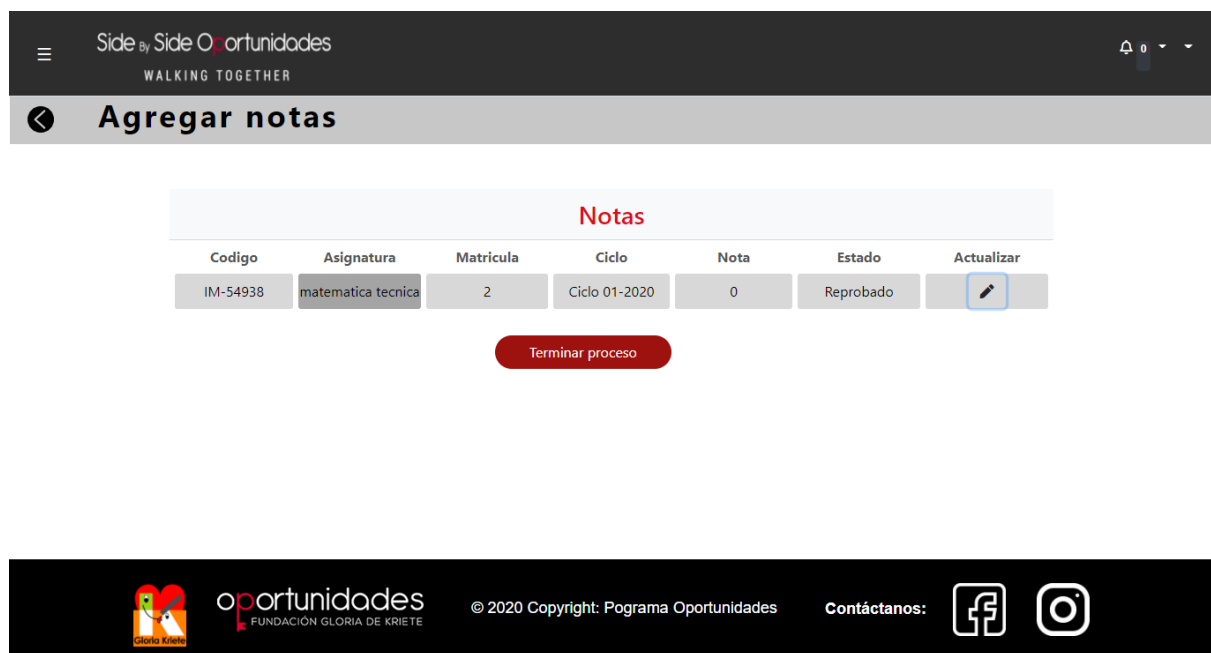 Side By Side Oportunidades
WALKING TOGETHER
0
Agregar notas
Notas
Codigo Asignatura Matricula Ciclo Nota Estado Actualizar
IM-54938 matematica tecnica 2 Ciclo 01-2020 0 Reprobado
Terminar proceso
Gloria Kriete
oportunidades
FUNDACIÓN GLORIA DE KRIETE
© 2020 Copyright: Pograma Oportunidades
Contáctanos: